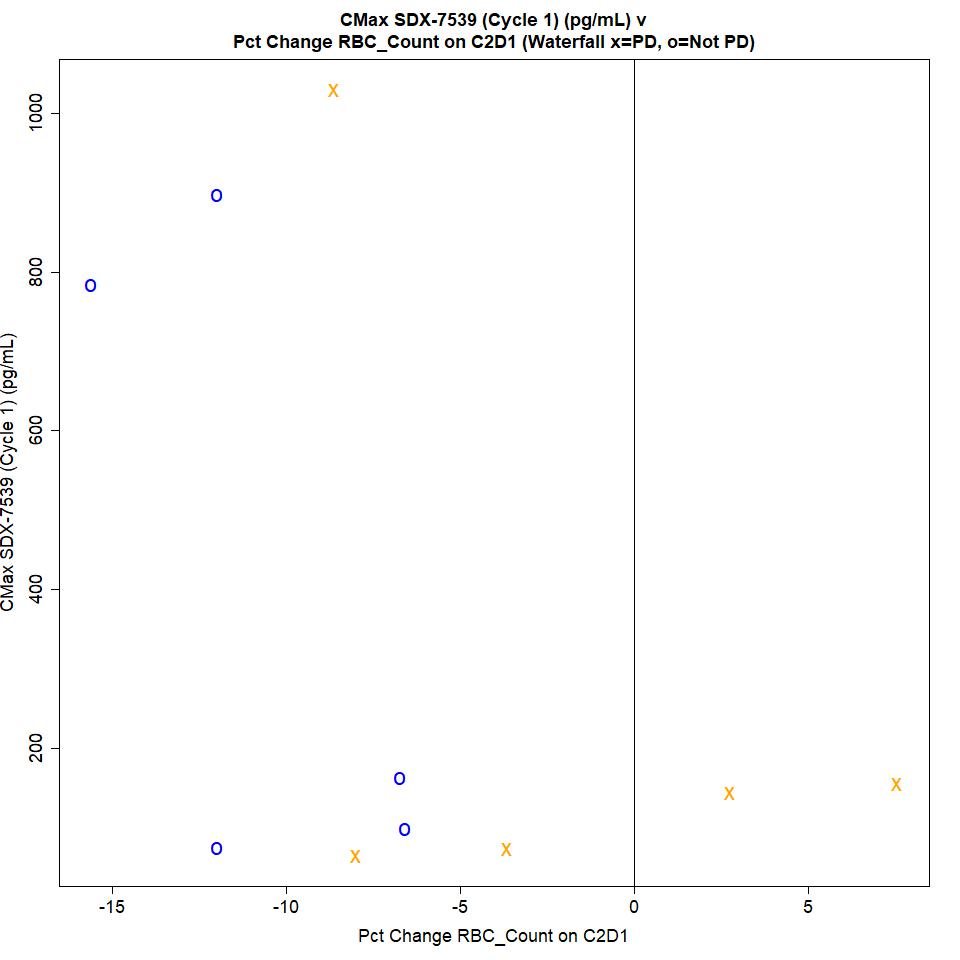 CMax SDX-7539 (Cycle 1) (pg/mL) v
Pct Change RBC_Count on C2D1 (Waterfall x=PD, o=Not PD)
CMax SDX-7539 (Cycle 1) (pg/mL)
1000
800
600
400
200
X
O
O
O
X
X
O
O
X
X
-15
-10
-5
0
5
Pct Change RBC_Count on C2D1